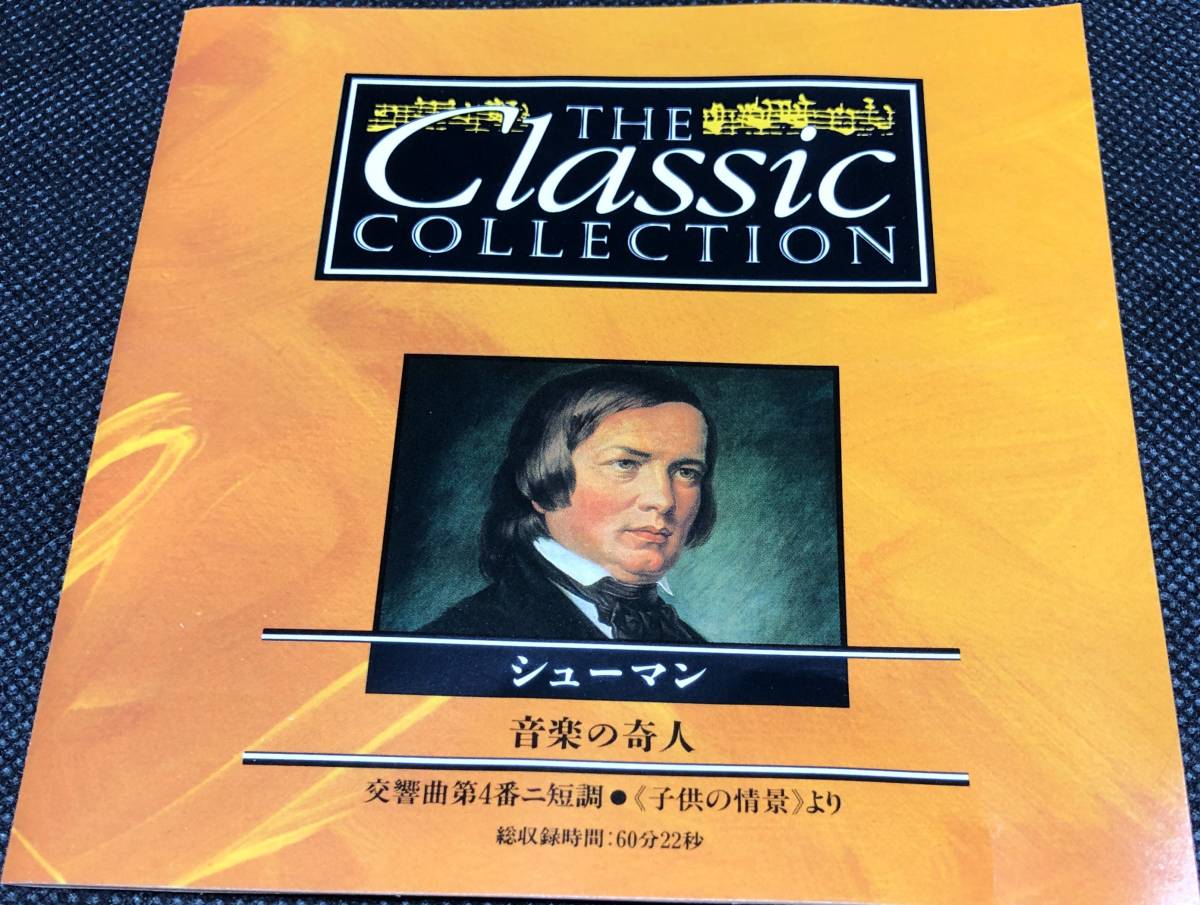 THE
Classic
COLLECTION
シューマン
音楽の奇人
交響曲第4番ニ短調●《子供の情景》より
総収録時間:60分22秒